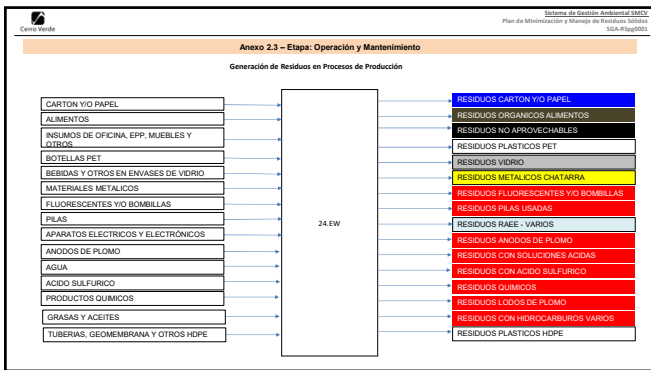 Cerro Verde
Sistema de Gestión Ambiental SMCV
Plan de Minimización y Manejo de Residuos Sólidos
SGA-RSpg0001
Anexo 2.3 – Etapa: Operación y Mantenimiento
Generación de Residuos en Procesos de Producción
CARTON Y/O PAPEL
ALIMENTOS
INSUMOS DE OFICINA, EPP, MUEBLES Y
OTROS
BOTELLAS PET
BEBIDAS Y OTROS EN ENVASES DE VIDRIO
MATERIALES METALICOS
FLUORESCENTES Y/O BOMBILLAS
PILAS
APARATOS ELECTRICOS Y ELECTRÓNICOS
ANODOS DE PLOMO
AGUA
ACIDO SULFURICO
PRODUCTOS QUIMICOS
GRASAS Y ACEITES
TUBERIAS, GEOMEMBRANA Y OTROS HDPE
24.EW
RESIDUOS CARTON Y/O PAPEL
RESIDUOS ORGANICOS ALIMENTOS
RESIDUOS NO APROVECHABLES
RESIDUOS PLASTICOS PET
RESIDUOS VIDRIO
RESIDUOS METALICOS CHATARRA
RESIDUOS FLUORESCENTES Y/O BOMBILLAS
RESIDUOS PILAS USADAS
RESIDUOS RAEE - VARIOS
RESIDUOS ANODOS DE PLOMO
RESIDUOS CON SOLUCIONES ACIDAS
RESIDUOS CON ACIDO SULFURICO
RESIDUOS QUIMICOS
RESIDUOS LODOS DE PLOMO
RESIDUOS CON HIDROCARBUROS VARIOS
RESIDUOS PLASTICOS HDPE